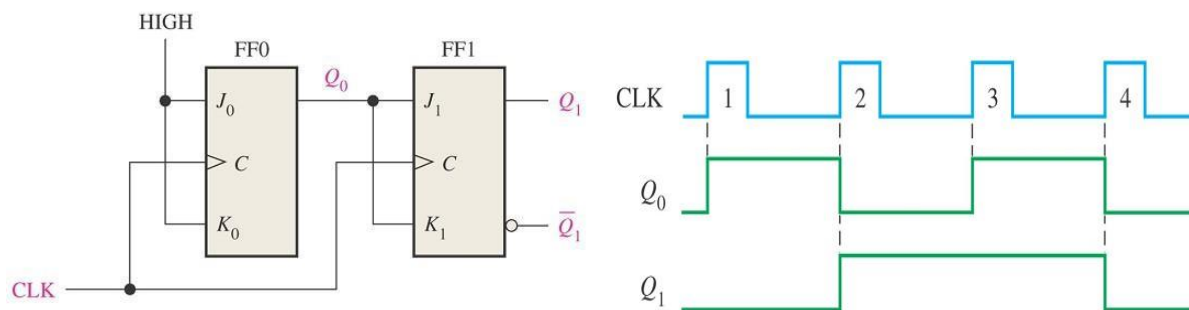 HIGH
FF0
FF1
Q₀
J₀
J₁
Q₁
C
C
K₀
K₁
Q̅₁
CLK
CLK
1
2
3
4
Q₀
Q₁